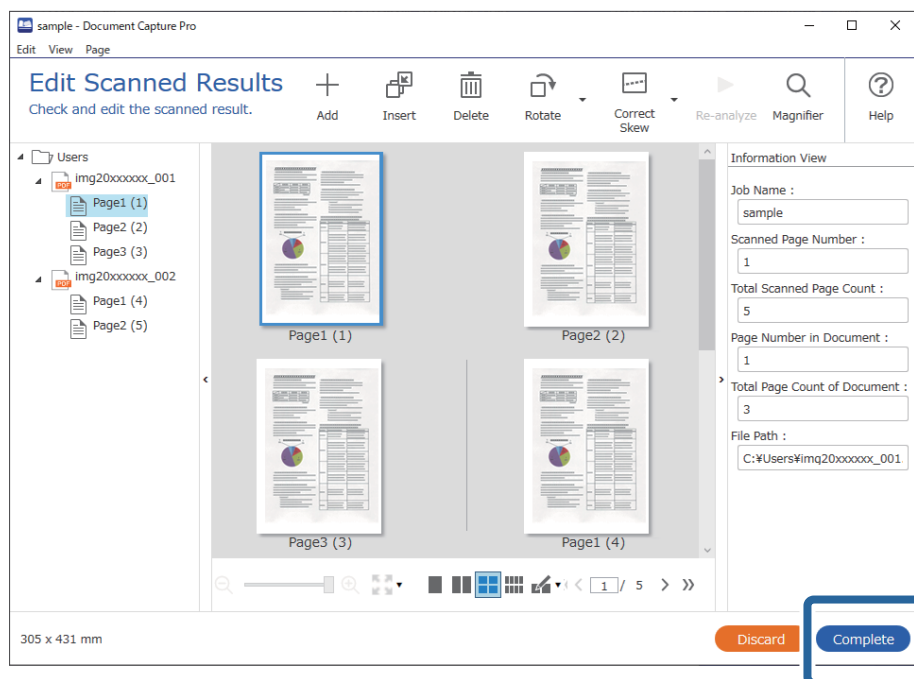 sample - Document Capture Pro
Edit View Page
Edit Scanned Results
Check and edit the scanned result.
Add
Insert
Delete
Rotate
Correct Skew
Re-analyze
Magnifier
Help
Users
img20xxxxxx_001
Page1 (1)
Page2 (2)
Page3 (3)
img20xxxxxx_002
Page1 (4)
Page2 (5)
Page1 (1)
Page2 (2)
Page3 (3)
Page1 (4)
Information View
Job Name :
sample
Scanned Page Number :
1
Total Scanned Page Count :
5
Page Number in Document :
1
Total Page Count of Document :
3
File Path :
C:¥Users¥img20xxxxxx_001
1 / 5
305 x 431 mm
Discard
Complete